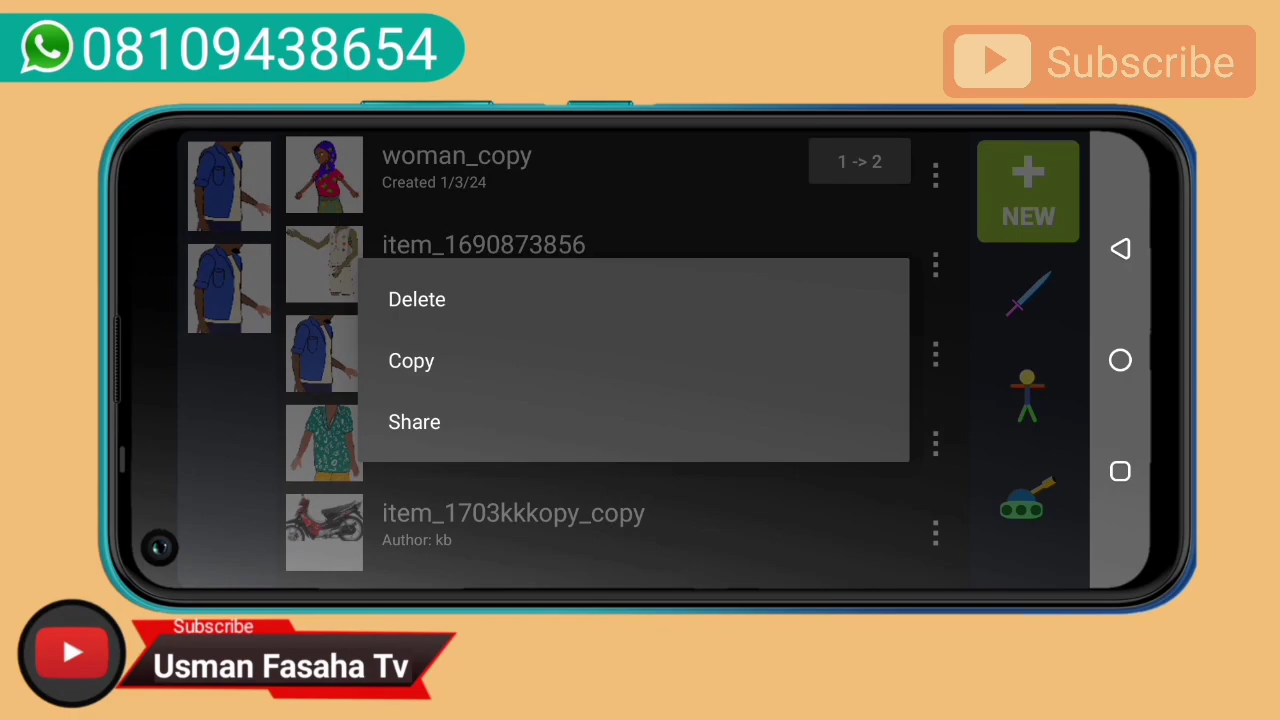 08109438654
Subscribe
woman_copy
Created 1/3/24
1 -> 2
NEW
item_1690873856
Delete
Copy
Share
item_1703kkkopy_copy
Author: kb
Subscribe
Usman Fasaha Tv